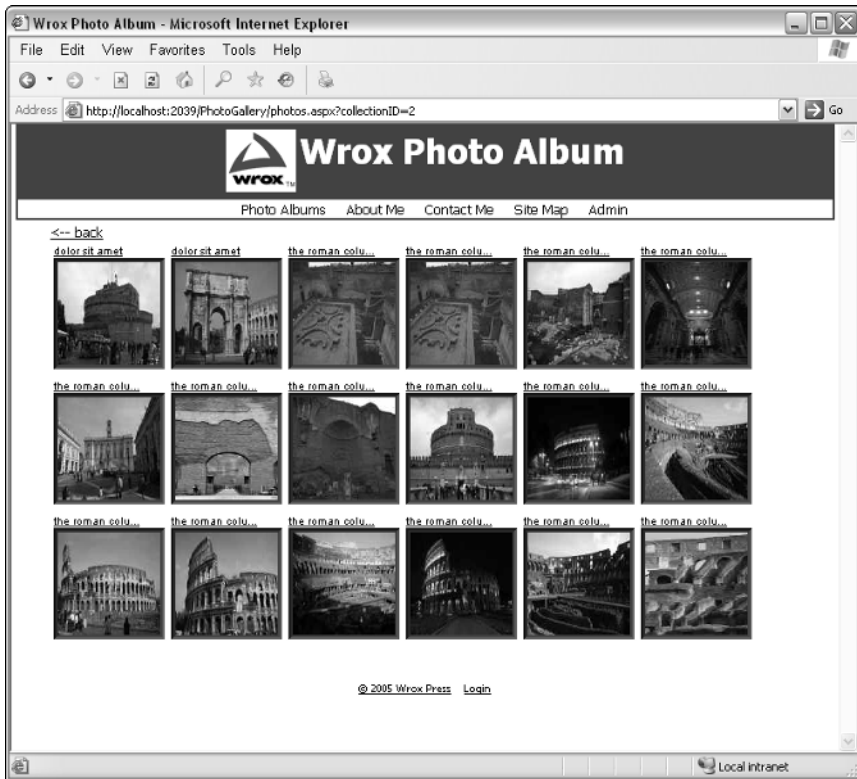 Wrox Photo Album - Microsoft Internet Explorer
File Edit View Favorites Tools Help
Address http://localhost:2039/PhotoGallery/photos.aspx?collectionID=2 Go
wrox™ Wrox Photo Album
Photo Albums About Me Contact Me Site Map Admin
<-- back
dolor sit amet dolor sit amet the roman colu... the roman colu... the roman colu... the roman colu...
the roman colu... the roman colu... the roman colu... the roman colu... the roman colu... the roman colu...
the roman colu... the roman colu... the roman colu... the roman colu... the roman colu... the roman colu...
© 2005 Wrox Press Login
Local intranet